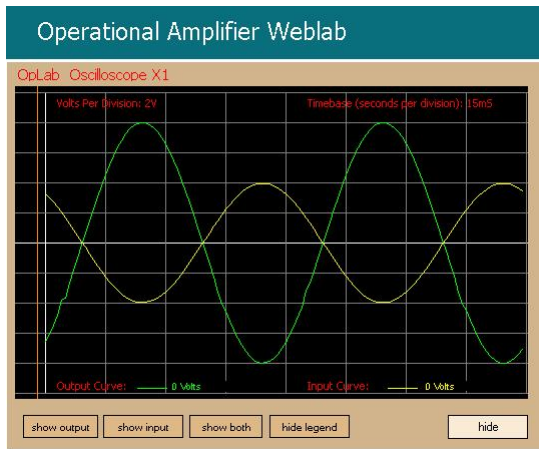 Operational Amplifier Weblab
OpLab Oscilloscope X1
Volts Per Division: 2V Timebase (seconds per division): 15mS
Output Curve: 0 Volts Input Curve: 0 Volts
show output show input show both hide legend hide